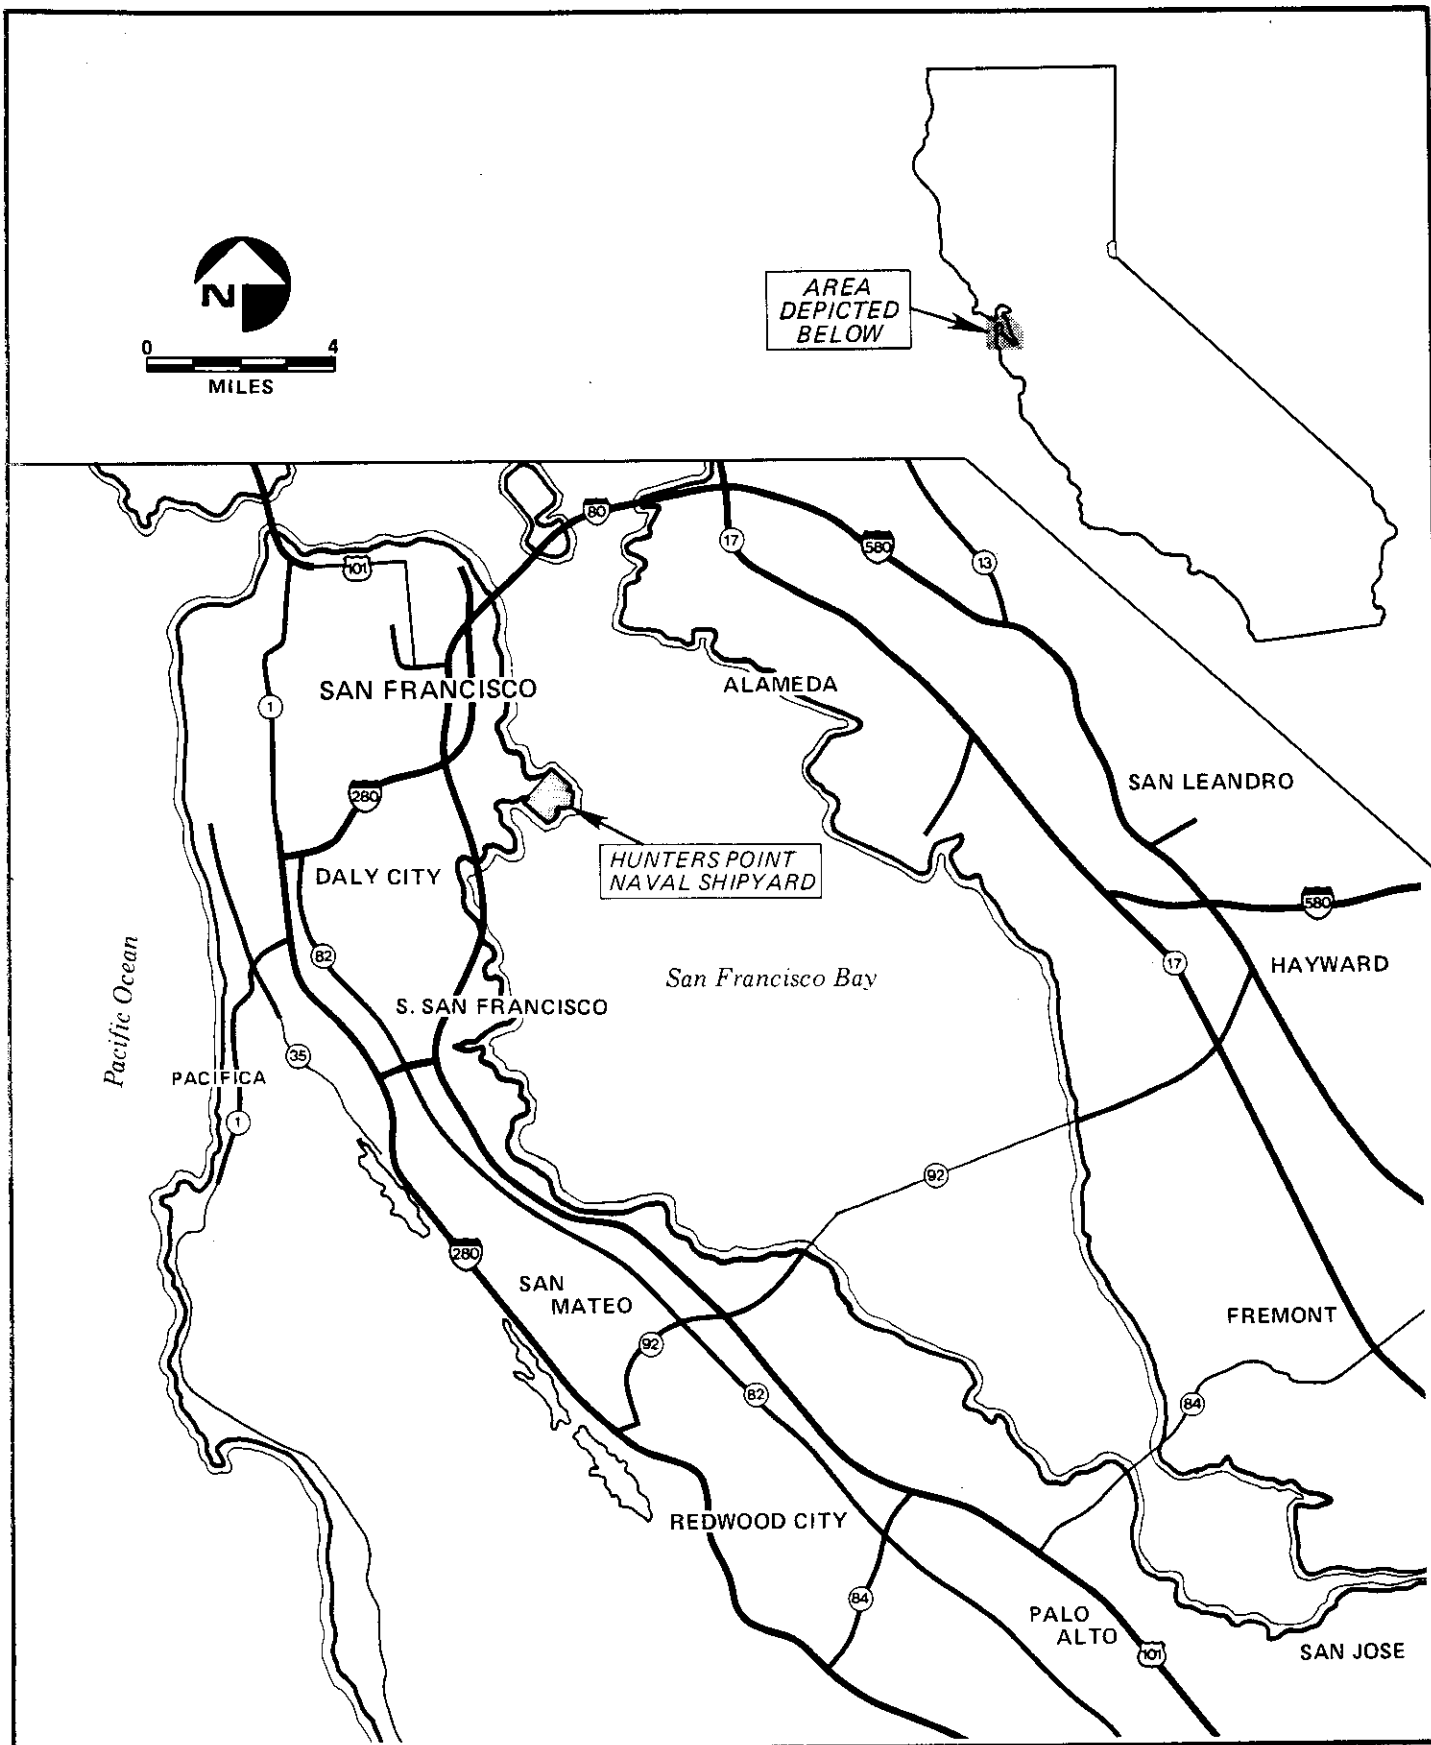 AREA
DEPICTED
BELOW
N
0 4
MILES
80
17
580
13
101
SAN FRANCISCO
ALAMEDA
1
280
SAN LEANDRO
HUNTERS POINT
NAVAL SHIPYARD
DALY CITY
580
82
17
HAYWARD
Pacific Ocean
San Francisco Bay
S. SAN FRANCISCO
35
PACIFICA
1
92
280
SAN
MATEO
FREMONT
92
82
84
REDWOOD CITY
84
PALO
ALTO
101
SAN JOSE